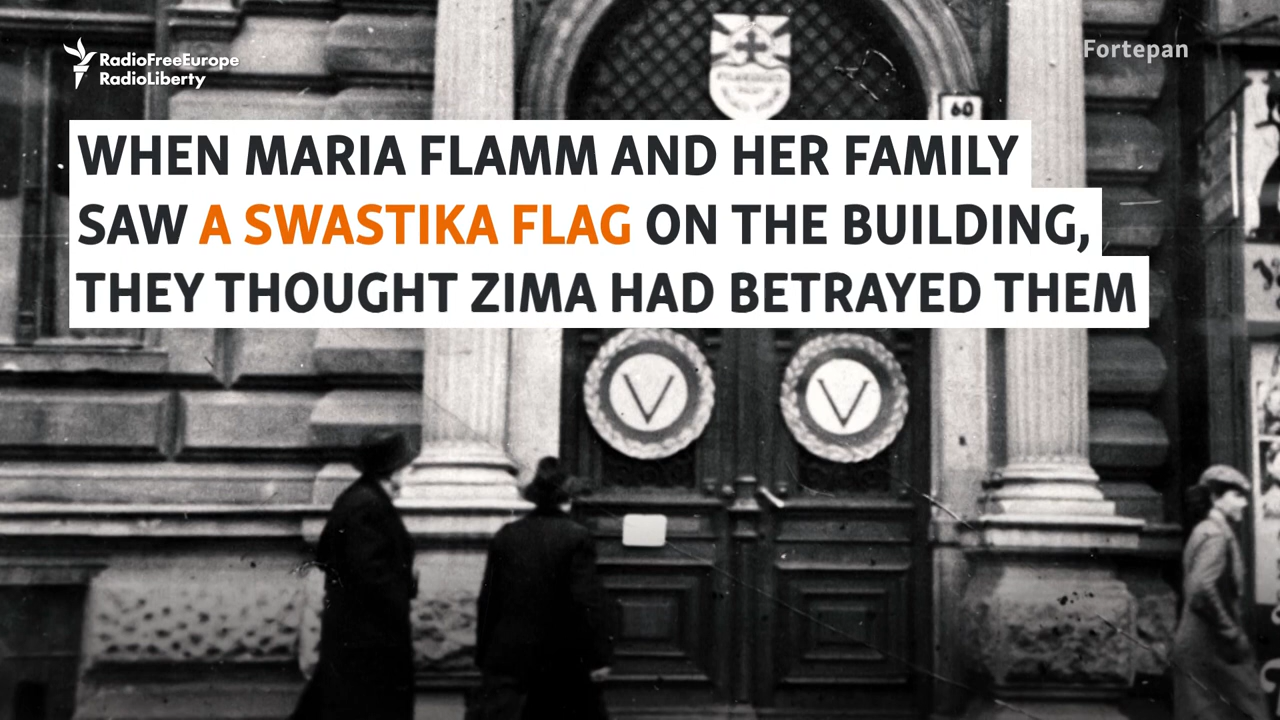 RadioFreeEurope
RadioLiberty
Fortepan
60
WHEN MARIA FLAMM AND HER FAMILY
SAW A SWASTIKA FLAG ON THE BUILDING,
THEY THOUGHT ZIMA HAD BETRAYED THEM
V
V